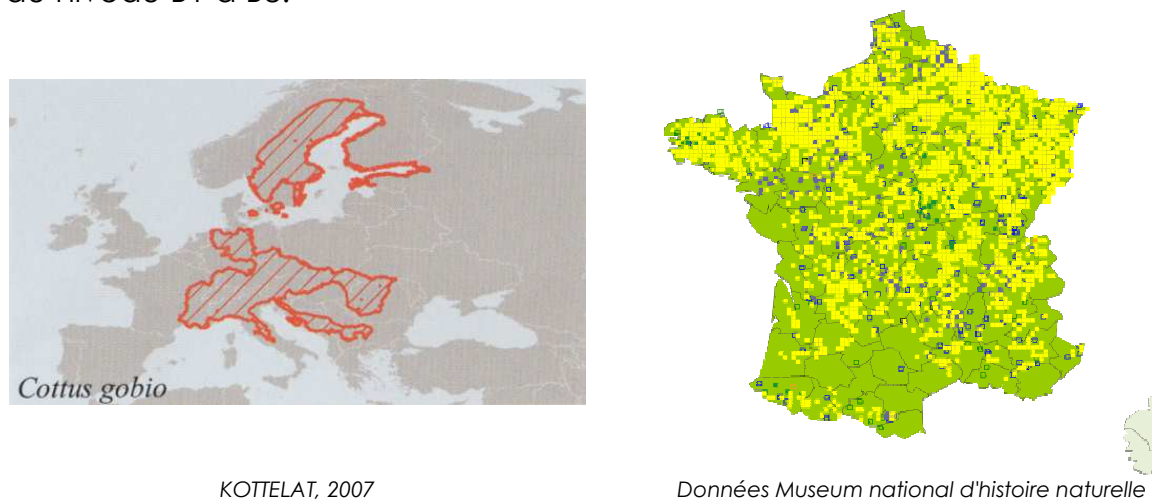 Cottus gobio
KOTTELAT, 2007
Données Museum national d'histoire naturelle